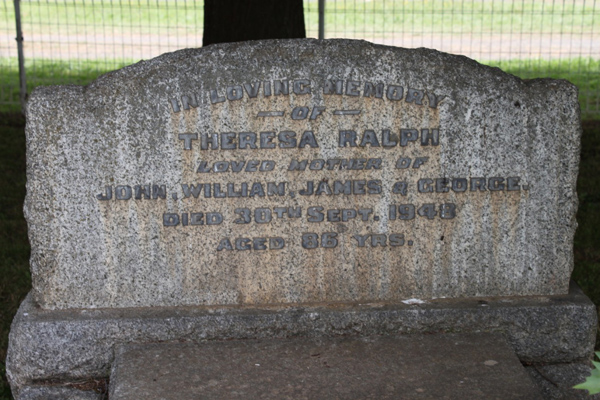 IN LOVING MEMORY
— OF —
THERESA RALPH
LOVED MOTHER OF
JOHN, WILLIAM, JAMES & GEORGE.
DIED 30TH SEPT. 1948
AGED 86 YRS.